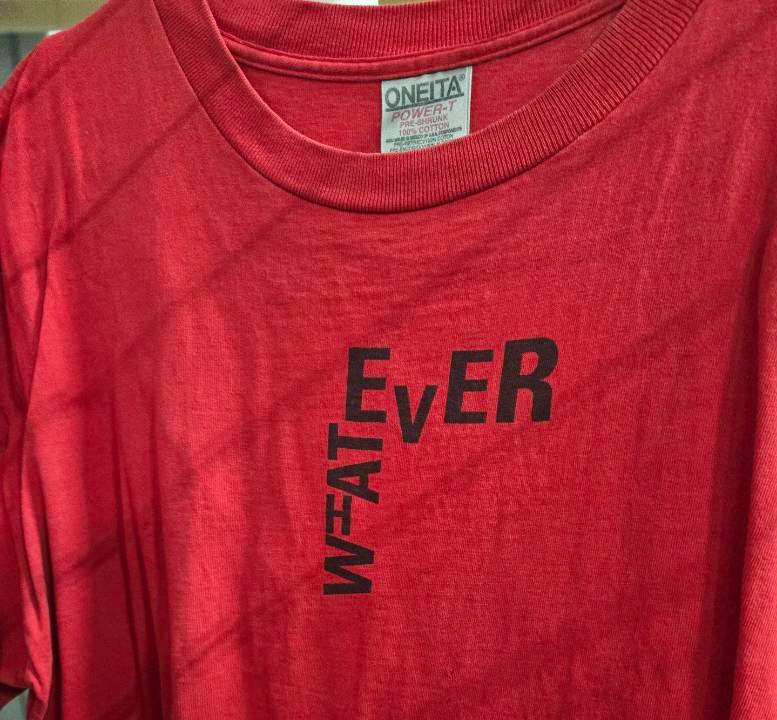 ONEITA®
POWER-T
PRE-SHRUNK
100% COTTON
WHATEVER